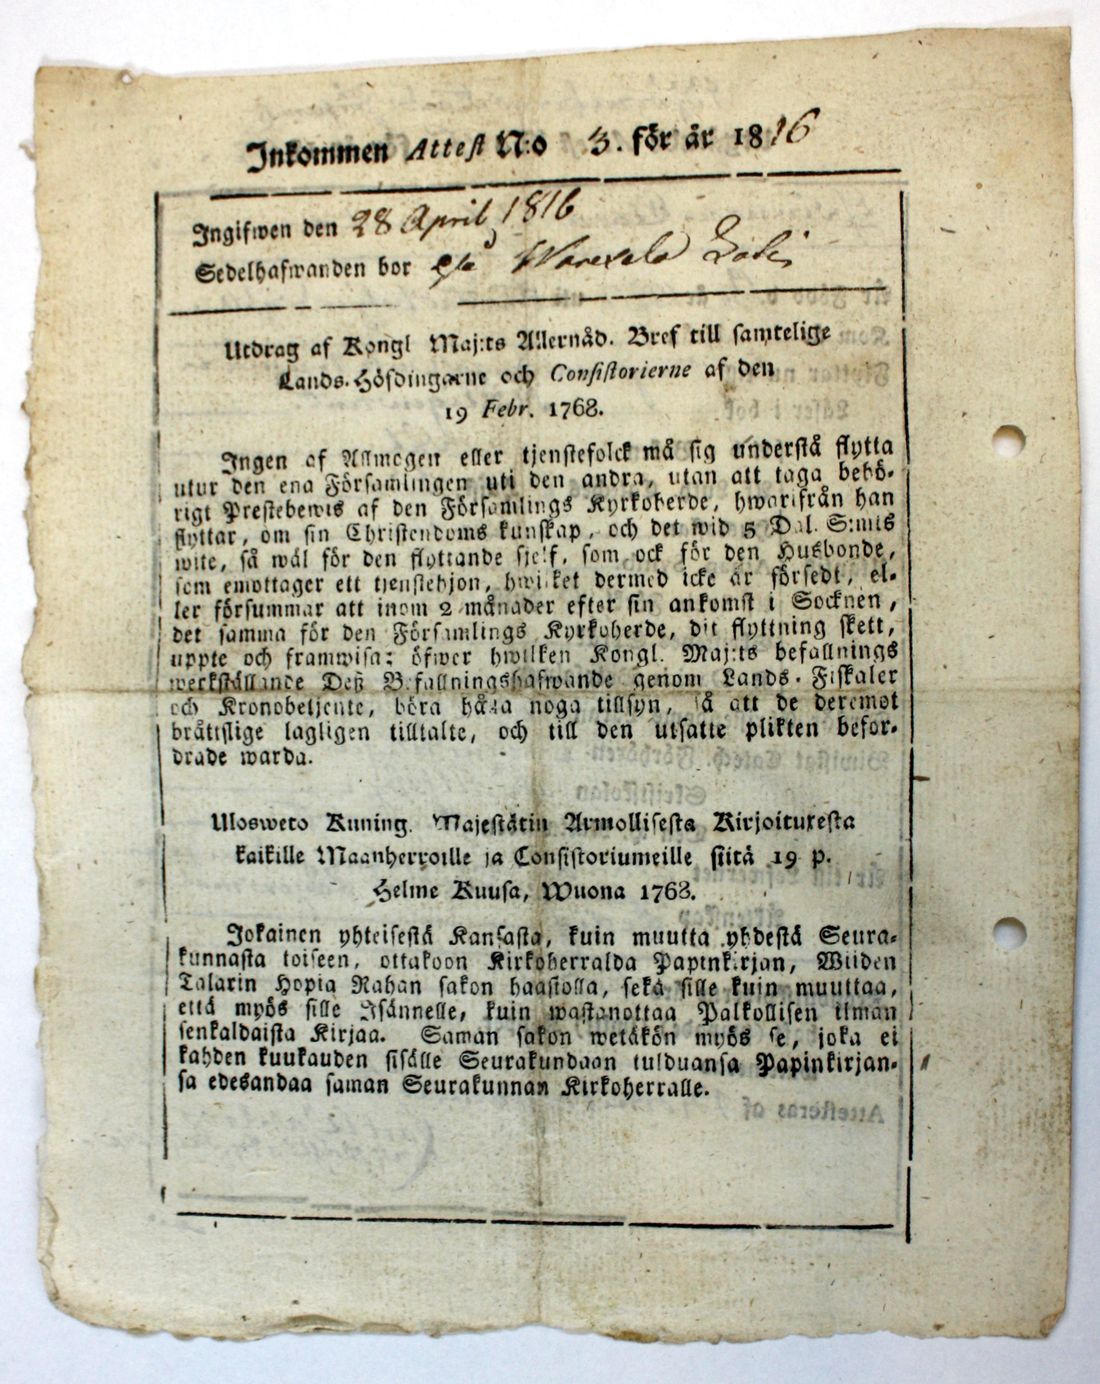 Inkommen Attest N:o 3. för år 1816
Ingifwen den 28 April 1816
Sedelhafwanden bor på
Utdrag af Kongl Maj:ts Allernåd. Bref till samtelige
Lands-Höfdingarne och Consistorierne af den
19 Febr. 1768.
Ingen af Allmogen eller tjenstefolck må sig understå flytta
utur den ena Församlingen uti den andra, utan att taga behö-
rigt Prestebewis af den Församlings Kyrkoherde, hwarifrån han
flyttar, om sin Christendoms kunskap, och det wid 5 Dal. S:mts
wite, så wäl för den flyttande sjelf, som ock för den Husbonde,
som emottager ett tjenstehjon, hwilket dermed icke är försedt, el-
ler försummar att inom 2 månader efter sin ankomst i Socknen,
det samma för den Församlings Kyrkoherde, dit flyttning skett,
uppte och framwisa: öfwer hwilken Kongl. Maj:ts befallnings
werkställande Deß Befallningshafwande genom Lands-Fiskaler
och Kronobetjente, böra hafwa noga tillsyn, så att de deremot
bråttslige lagligen tilltalte, och till den utsatte plikten befor-
drade warda.
Ulosweto Kuning. Majestätin Armollisesta Kirjoituxesta
kaikille Maanherroille ja Consistoriumeille siitä 19 p.
Helme Kuusa, Wuona 1768.
Jokainen yhteisestä Kansasta, kuin muutta yhdestä Seura-
kunnasta toiseen, ottakoon Kirkoherralda Papinkirjan, Wiiden
Talarin Hopia Rahan sakon haastolla, sekä sille kuin muuttaa,
että myös sille Isännelle, kuin wastanottaa Palkollisen ilman
senkaldaista Kirjaa. Saman sakon wetäkön myös se, joka ei
kahden kuukauden sisälle Seurakundaan tulduansa Papinkirjan-
sa edesandaa saman Seurakunnan Kirkoherralle.